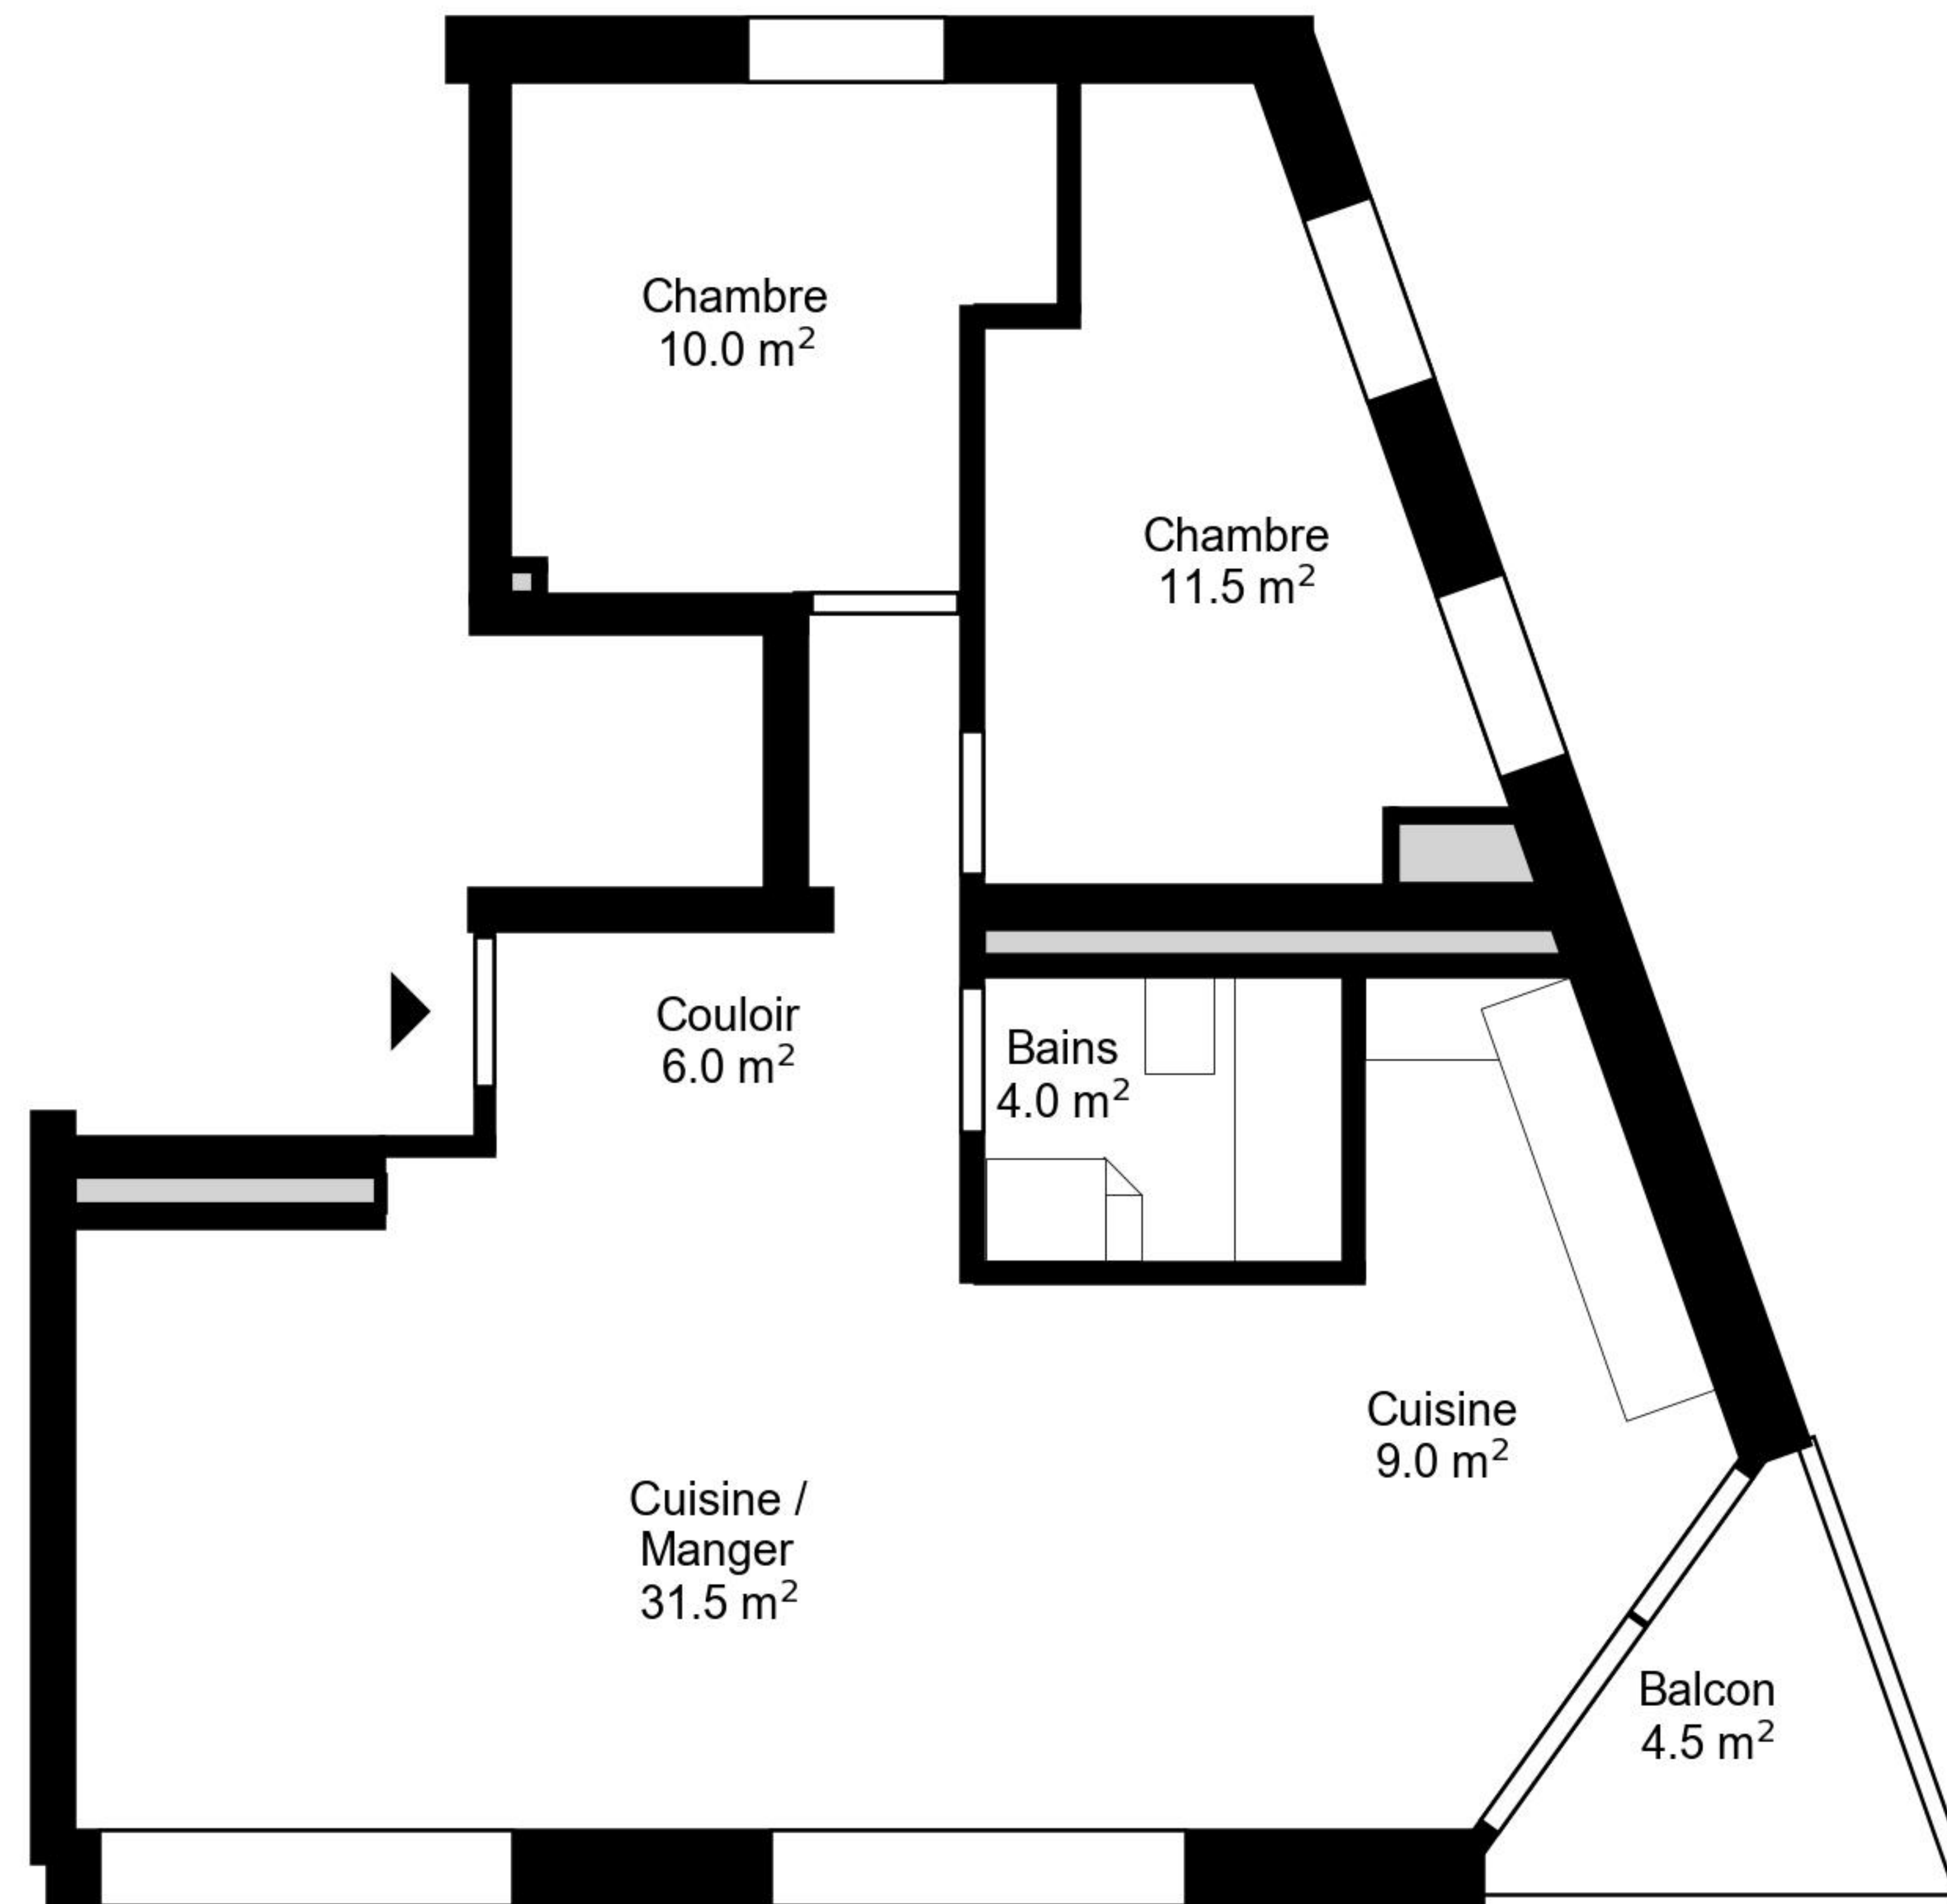 Chambre
10.0 m²
Chambre
11.5 m²
Couloir
6.0 m²
Bains
4.0 m²
Cuisine
9.0 m²
Cuisine /
Manger
31.5 m²
Balcon
4.5 m²